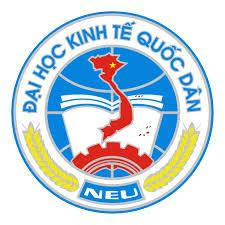 ĐẠI HỌC KINH TẾ QUỐC DÂN
NEU